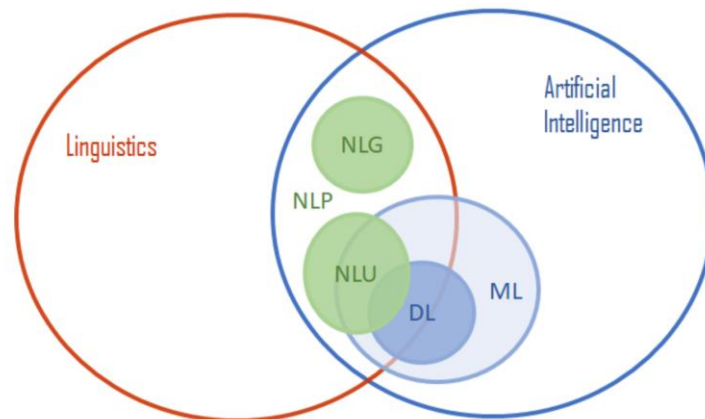 Linguistics
Artificial
Intelligence
NLG
NLP
NLU
ML
DL